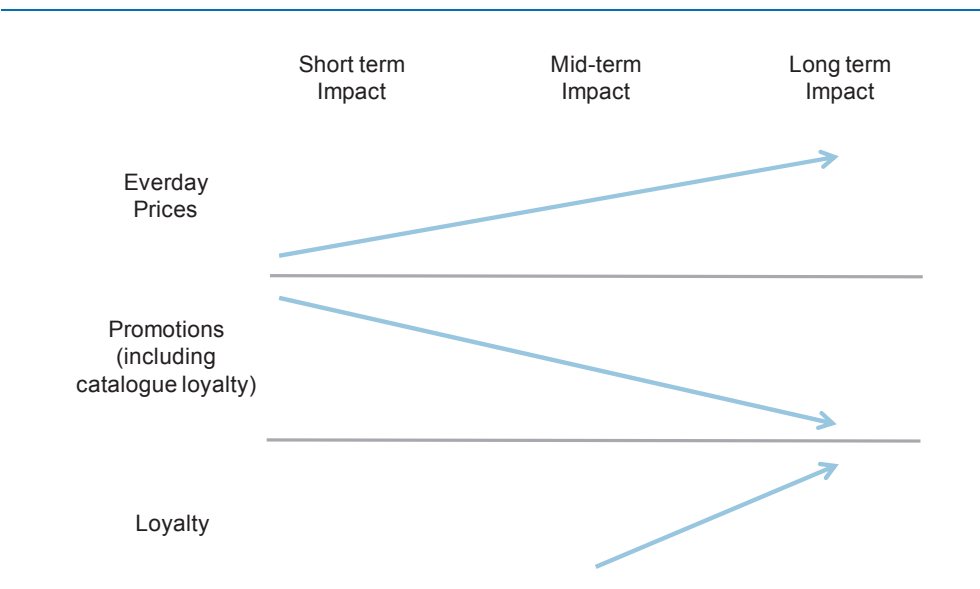 Short term
Impact
Mid-term
Impact
Long term
Impact
Everday
Prices
Promotions
(including
catalogue loyalty)
Loyalty